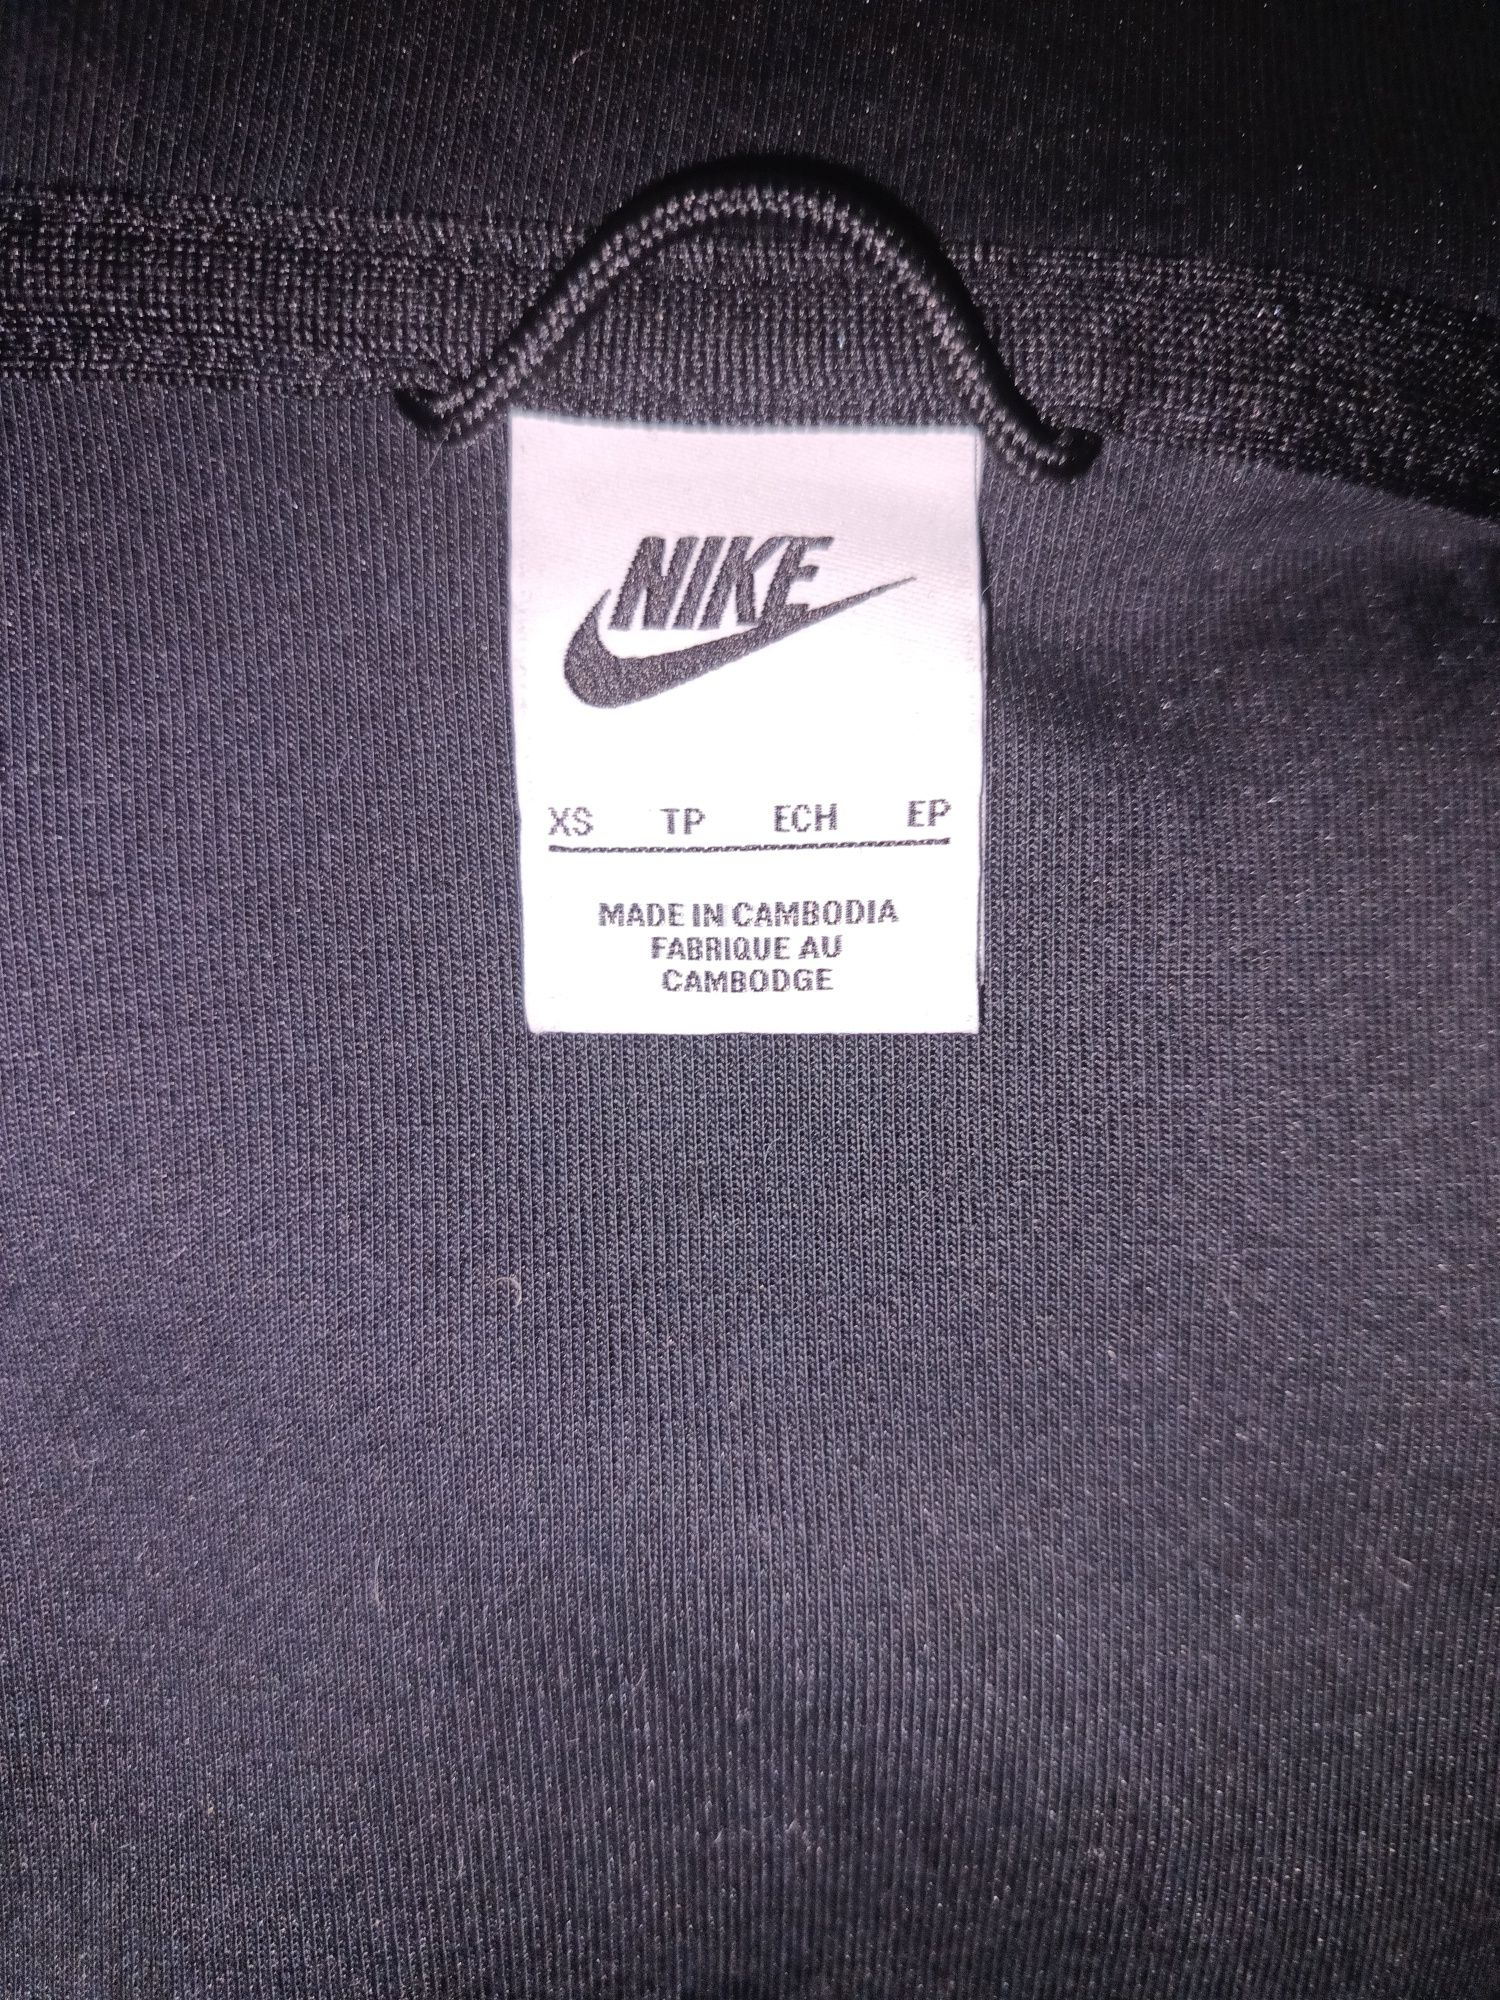 NIKE
XS TP ECH EP
MADE IN CAMBODIA
FABRIQUE AU
CAMBODGE